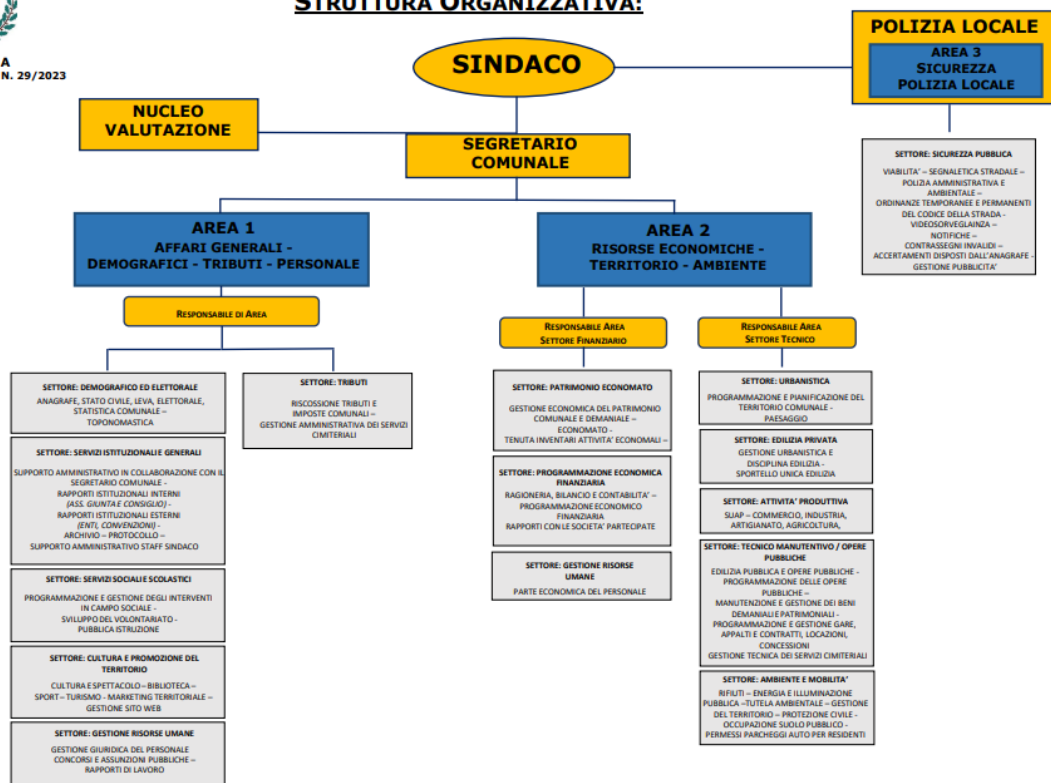 STRUTTURA ORGANIZZATIVA:
A
N. 29/2023
SINDACO
POLIZIA LOCALE
AREA 3
SICUREZZA
POLIZIA LOCALE
NUCLEO
VALUTAZIONE
SEGRETARIO
COMUNALE
SETTORE: SICUREZZA PUBBLICA
VIABILITA' – SEGNALETICA STRADALE –
POLIZIA AMMINISTRATIVA E
AMBIENTALE –
ORDINANZE TEMPORANEE E PERMANENTI
DEL CODICE DELLA STRADA -
VIDEOSORVEGLAINZA –
NOTIFICHE –
CONTRASSEGNI INVALIDI –
ACCERTAMENTI DISPOSTI DALL'ANAGRAFE -
GESTIONE PUBBLICITA'
AREA 1
AFFARI GENERALI -
DEMOGRAFICI - TRIBUTI - PERSONALE
RESPONSABILE DI AREA
SETTORE: DEMOGRAFICO ED ELETTORALE
ANAGRAFE, STATO CIVILE, LEVA, ELETTORALE,
STATISTICA COMUNALE –
TOPONOMASTICA
SETTORE: SERVIZI ISTITUZIONALI E GENERALI
SUPPORTO AMMINISTRATIVO IN COLLABORAZIONE CON IL
SEGRETARIO COMUNALE -
RAPPORTI ISTITUZIONALI INTERNI
(ASS. GIUNTA E CONSIGLIO) -
RAPPORTI ISTITUZIONALI ESTERNI
(ENTI, CONVENZIONI) -
ARCHIVIO – PROTOCOLLO –
SUPPORTO AMMINISTRATIVO STAFF SINDACO
SETTORE: SERVIZI SOCIALI E SCOLASTICI
PROGRAMMAZIONE E GESTIONE DEGLI INTERVENTI
IN CAMPO SOCIALE -
SVILUPPO DEL VOLONTARIATO -
PUBBLICA ISTRUZIONE
SETTORE: CULTURA E PROMOZIONE DEL
TERRITORIO
CULTURA E SPETTACOLO – BIBLIOTECA –
SPORT – TURISMO - MARKETING TERRITORIALE –
GESTIONE SITO WEB
SETTORE: GESTIONE RISORSE UMANE
GESTIONE GIURIDICA DEL PERSONALE
CONCORSI E ASSUNZIONI PUBBLICHE –
RAPPORTI DI LAVORO
SETTORE: TRIBUTI
RISCOSSIONE TRIBUTI E
IMPOSTE COMUNALI –
GESTIONE AMMINISTRATIVA DEI SERVIZI
CIMITERIALI
AREA 2
RISORSE ECONOMICHE -
TERRITORIO - AMBIENTE
RESPONSABILE AREA
SETTORE FINANZIARIO
SETTORE: PATRIMONIO ECONOMATO
GESTIONE ECONOMICA DEL PATRIMONIO
COMUNALE E DEMANIALE –
ECONOMATO -
TENUTA INVENTARI ATTIVITA' ECONOMALI –
SETTORE: PROGRAMMAZIONE ECONOMICA
FINANZIARIA
RAGIONERIA, BILANCIO E CONTABILITA' –
PROGRAMMAZIONE ECONOMICO
FINANZIARIA
RAPPORTI CON LE SOCIETA' PARTECIPATE
SETTORE: GESTIONE RISORSE
UMANE
PARTE ECONOMICA DEL PERSONALE
RESPONSABILE AREA
SETTORE TECNICO
SETTORE: URBANISTICA
PROGRAMMAZIONE E PIANIFICAZIONE DEL
TERRITORIO COMUNALE -
PAESAGGIO
SETTORE: EDILIZIA PRIVATA
GESTIONE URBANISTICA E
DISCIPLINA EDILIZIA -
SPORTELLO UNICA EDILIZIA
SETTORE: ATTIVITA' PRODUTTIVA
SUAP – COMMERCIO, INDUSTRIA,
ARTIGIANATO, AGRICOLTURA,
SETTORE: TECNICO MANUTENTIVO / OPERE
PUBBLICHE
EDILIZIA PUBBLICA E OPERE PUBBLICHE -
PROGRAMMAZIONE DELLE OPERE
PUBBLICHE –
MANUTENZIONE E GESTIONE DEI BENI
DEMANIALI E PATRIMONIALI -
PROGRAMMAZIONE E GESTIONE GARE,
APPALTI E CONTRATTI, LOCAZIONI,
CONCESSIONI
GESTIONE TECNICA DEI SERVIZI CIMITERIALI
SETTORE: AMBIENTE E MOBILITA'
RIFIUTI – ENERGIA E ILLUMINAZIONE
PUBBLICA –TUTELA AMBIENTALE – GESTIONE
DEL TERRITORIO – PROTEZIONE CIVILE -
OCCUPAZIONE SUOLO PUBBLICO -
PERMESSI PARCHEGGI AUTO PER RESIDENTI